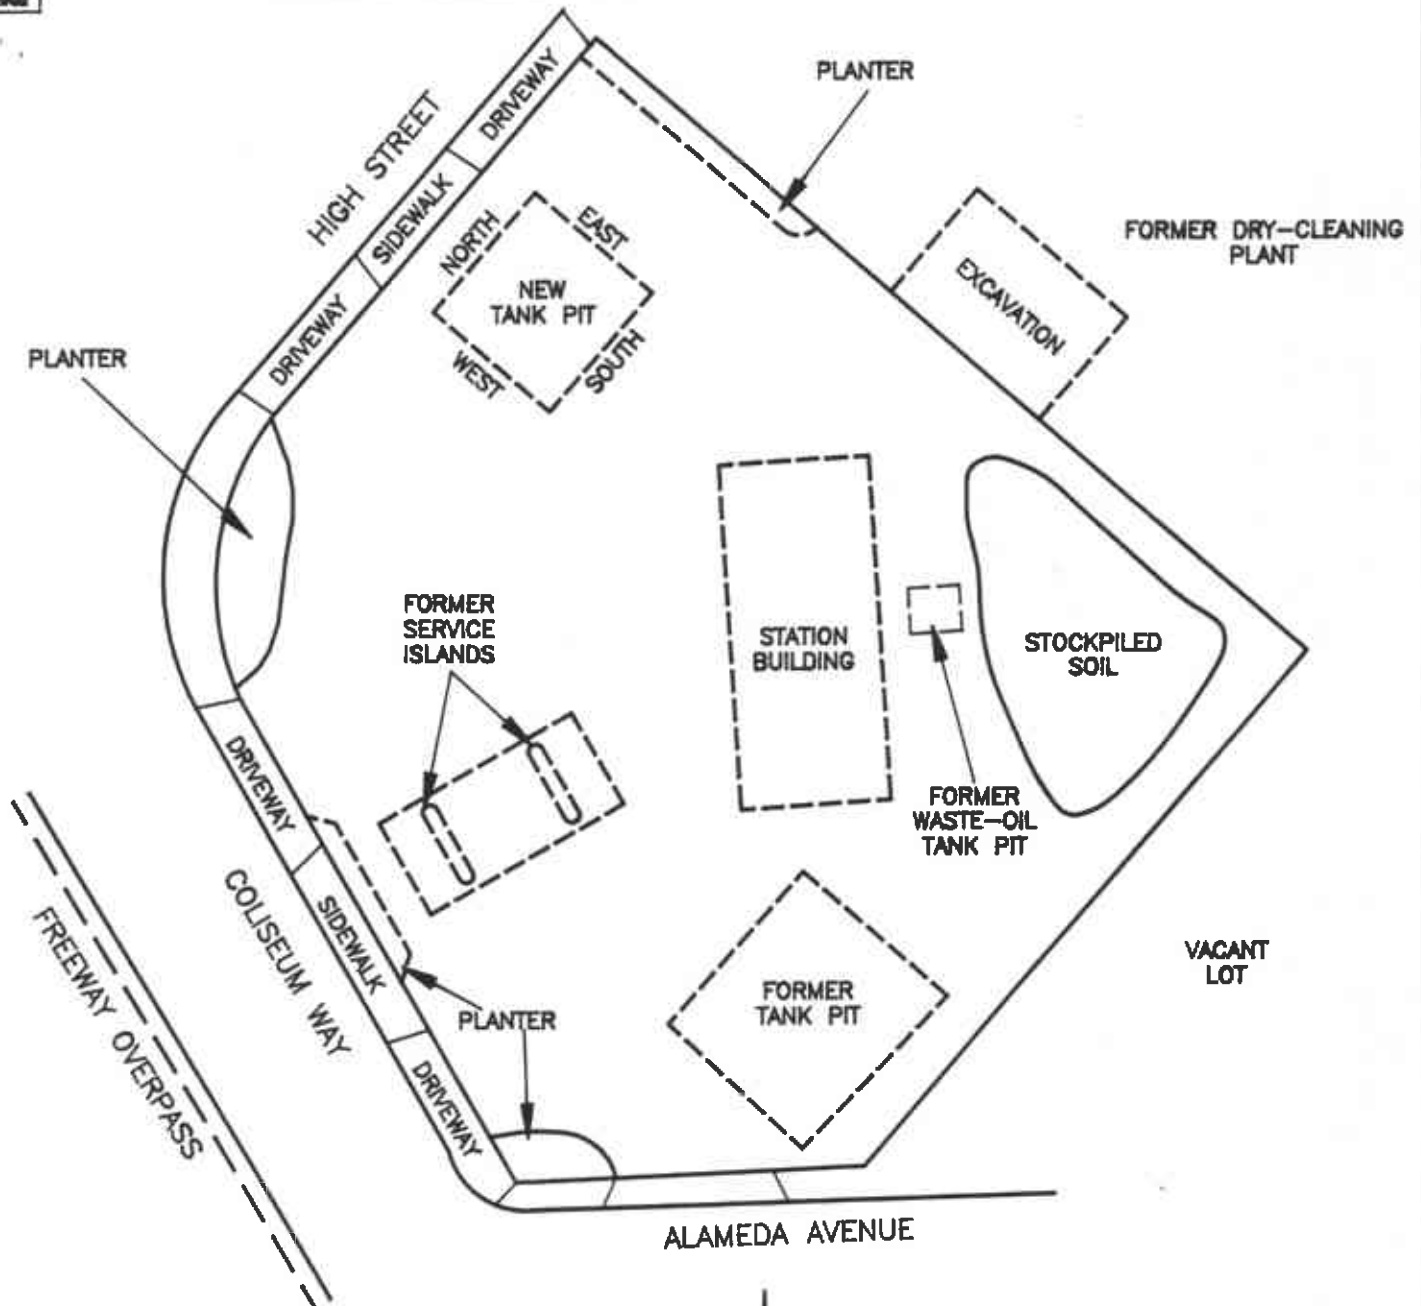 PLANTER
HIGH STREET
DRIVEWAY
SIDEWALK
DRIVEWAY
NORTH
EAST
NEW
TANK PIT
WEST
SOUTH
EXCAVATION
FORMER DRY-CLEANING
PLANT
PLANTER
FORMER
SERVICE
ISLANDS
STATION
BUILDING
STOCKPILED
SOIL
FORMER
WASTE-OIL
TANK PIT
DRIVEWAY
SIDEWALK
DRIVEWAY
COLISEUM WAY
FREEWAY OVERPASS
PLANTER
FORMER
TANK PIT
VACANT
LOT
ALAMEDA AVENUE